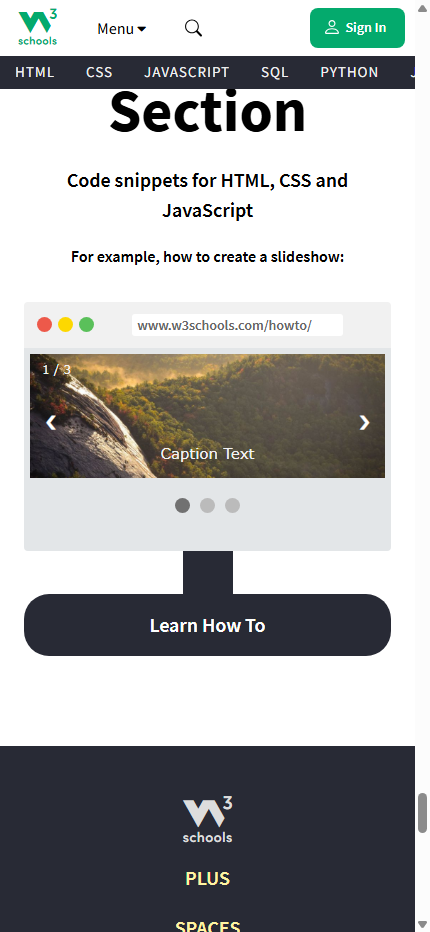 W3
schools
Menu
Sign In
HTML
CSS
JAVASCRIPT
SQL
PYTHON
Section
Code snippets for HTML, CSS and
JavaScript
For example, how to create a slideshow:
www.w3schools.com/howto/
1 / 3
❮
❯
Caption Text
Learn How To
W3
schools
PLUS
SPACES